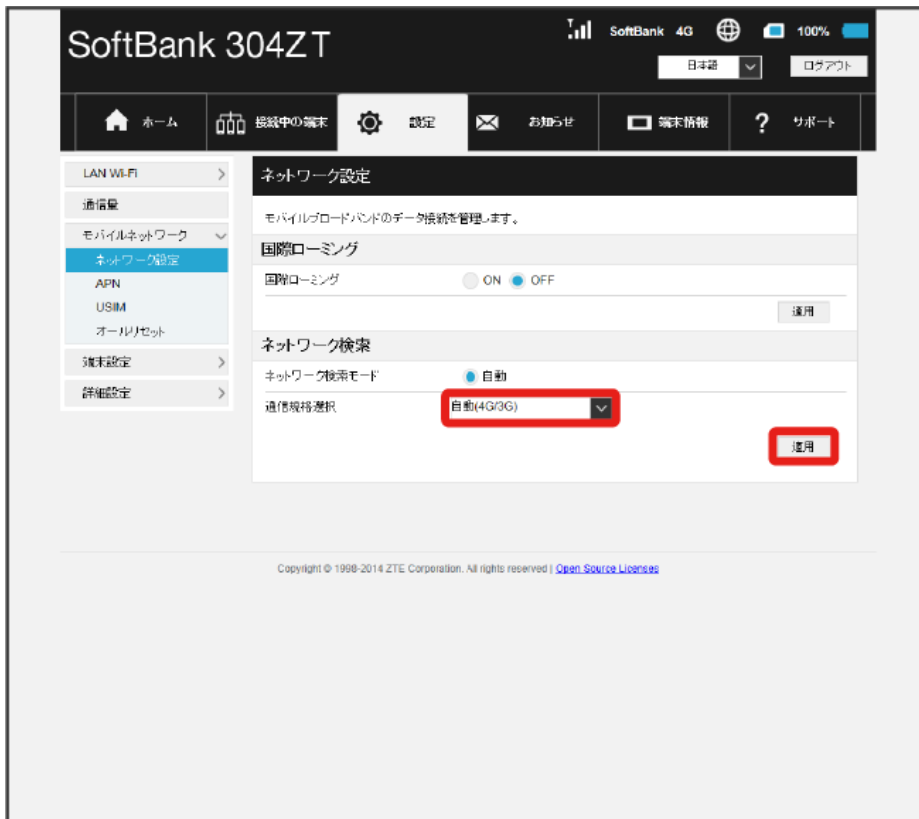 SoftBank 304ZT
SoftBank 4G 100%
日本語 ログアウト
ホーム 接続中の端末 設定 お知らせ 端末情報 ? サポート
LAN Wi-Fi
通信量
モバイルネットワーク
ネットワーク設定
APN
USIM
オールリセット
端末設定
詳細設定
ネットワーク設定
モバイルブロードバンドのデータ接続を管理します。
国際ローミング
国際ローミング ON OFF
適用
ネットワーク検索
ネットワーク検索モード 自動
通信規格選択 自動(4G/3G)
適用
Copyright © 1998-2014 ZTE Corporation. All rights reserved | Open Source Licenses